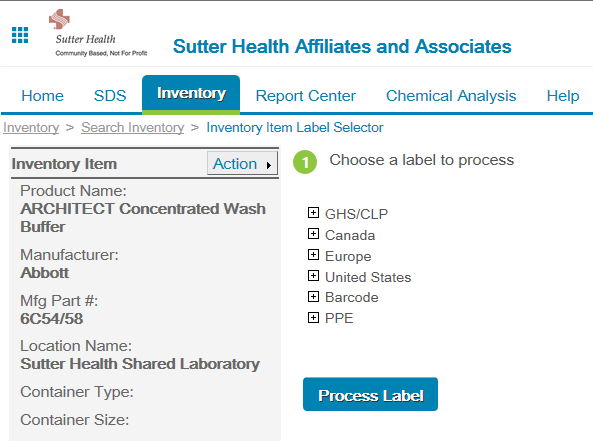 Sutter Health
Community Based, Not For Profit
Sutter Health Affiliates and Associates
Home SDS Inventory Report Center Chemical Analysis Help
Inventory > Search Inventory > Inventory Item Label Selector
Inventory Item Action
Product Name:
ARCHITECT Concentrated Wash
Buffer
Manufacturer:
Abbott
Mfg Part #:
6C54/58
Location Name:
Sutter Health Shared Laboratory
Container Type:
Container Size:
1 Choose a label to process
GHS/CLP
Canada
Europe
United States
Barcode
PPE
Process Label